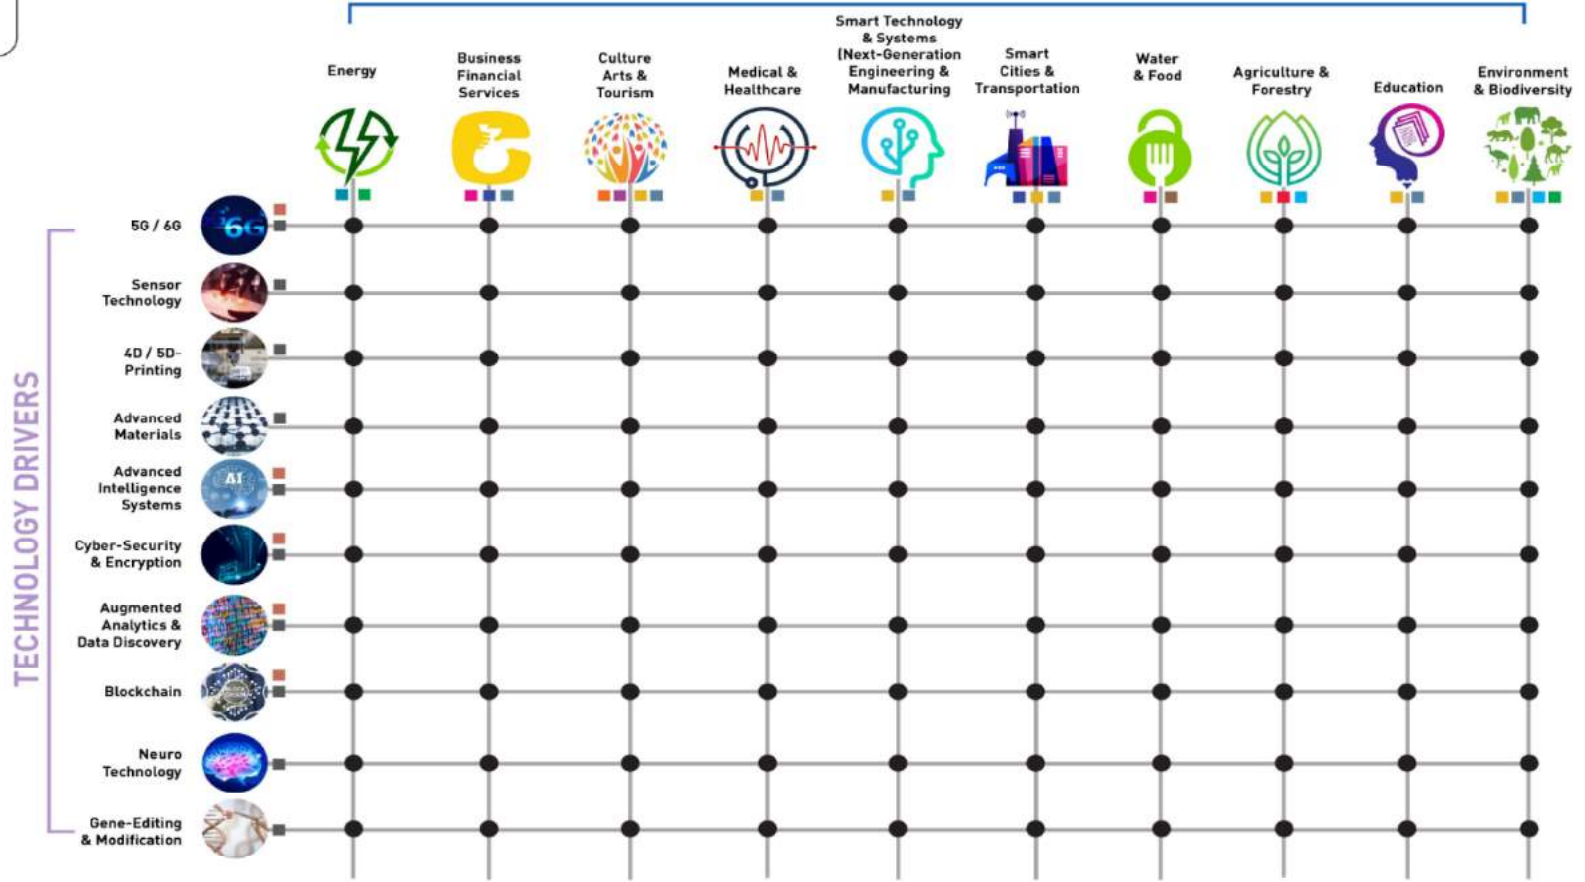 Energy
Business
Financial
Services
Culture
Arts &
Tourism
Medical &
Healthcare
Smart Technology
& Systems
(Next-Generation
Engineering &
Manufacturing
Smart
Cities &
Transportation
Water
& Food
Agriculture &
Forestry
Education
Environment
& Biodiversity
TECHNOLOGY DRIVERS
5G / 6G
6G
Sensor
Technology
4D / 5D-
Printing
Advanced
Materials
Advanced
Intelligence
Systems
AI
Cyber-Security
& Encryption
Augmented
Analytics &
Data Discovery
Blockchain
BLOCK
CHAIN
Neuro
Technology
Gene-Editing
& Modification